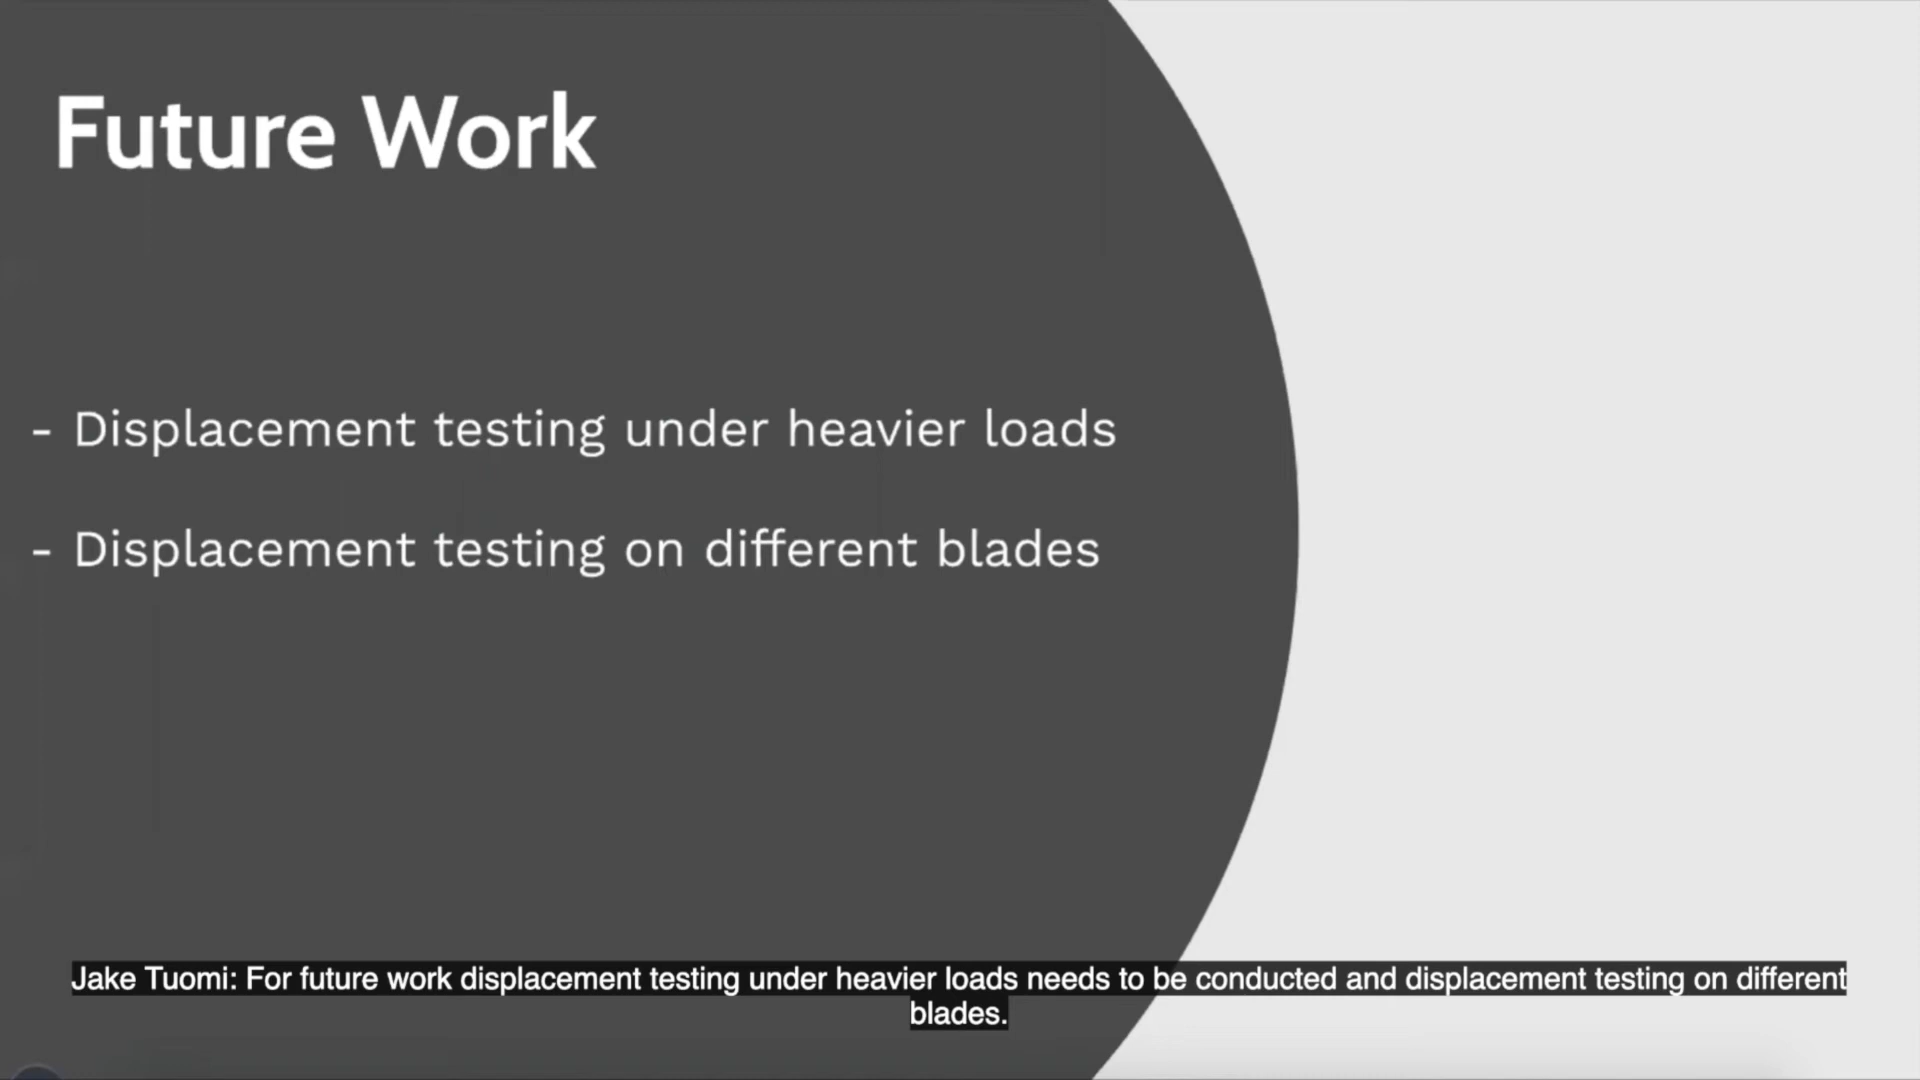 Future Work
- Displacement testing under heavier loads
- Displacement testing on different blades
Jake Tuomi: For future work displacement testing under heavier loads needs to be conducted and displacement testing on different
blades.